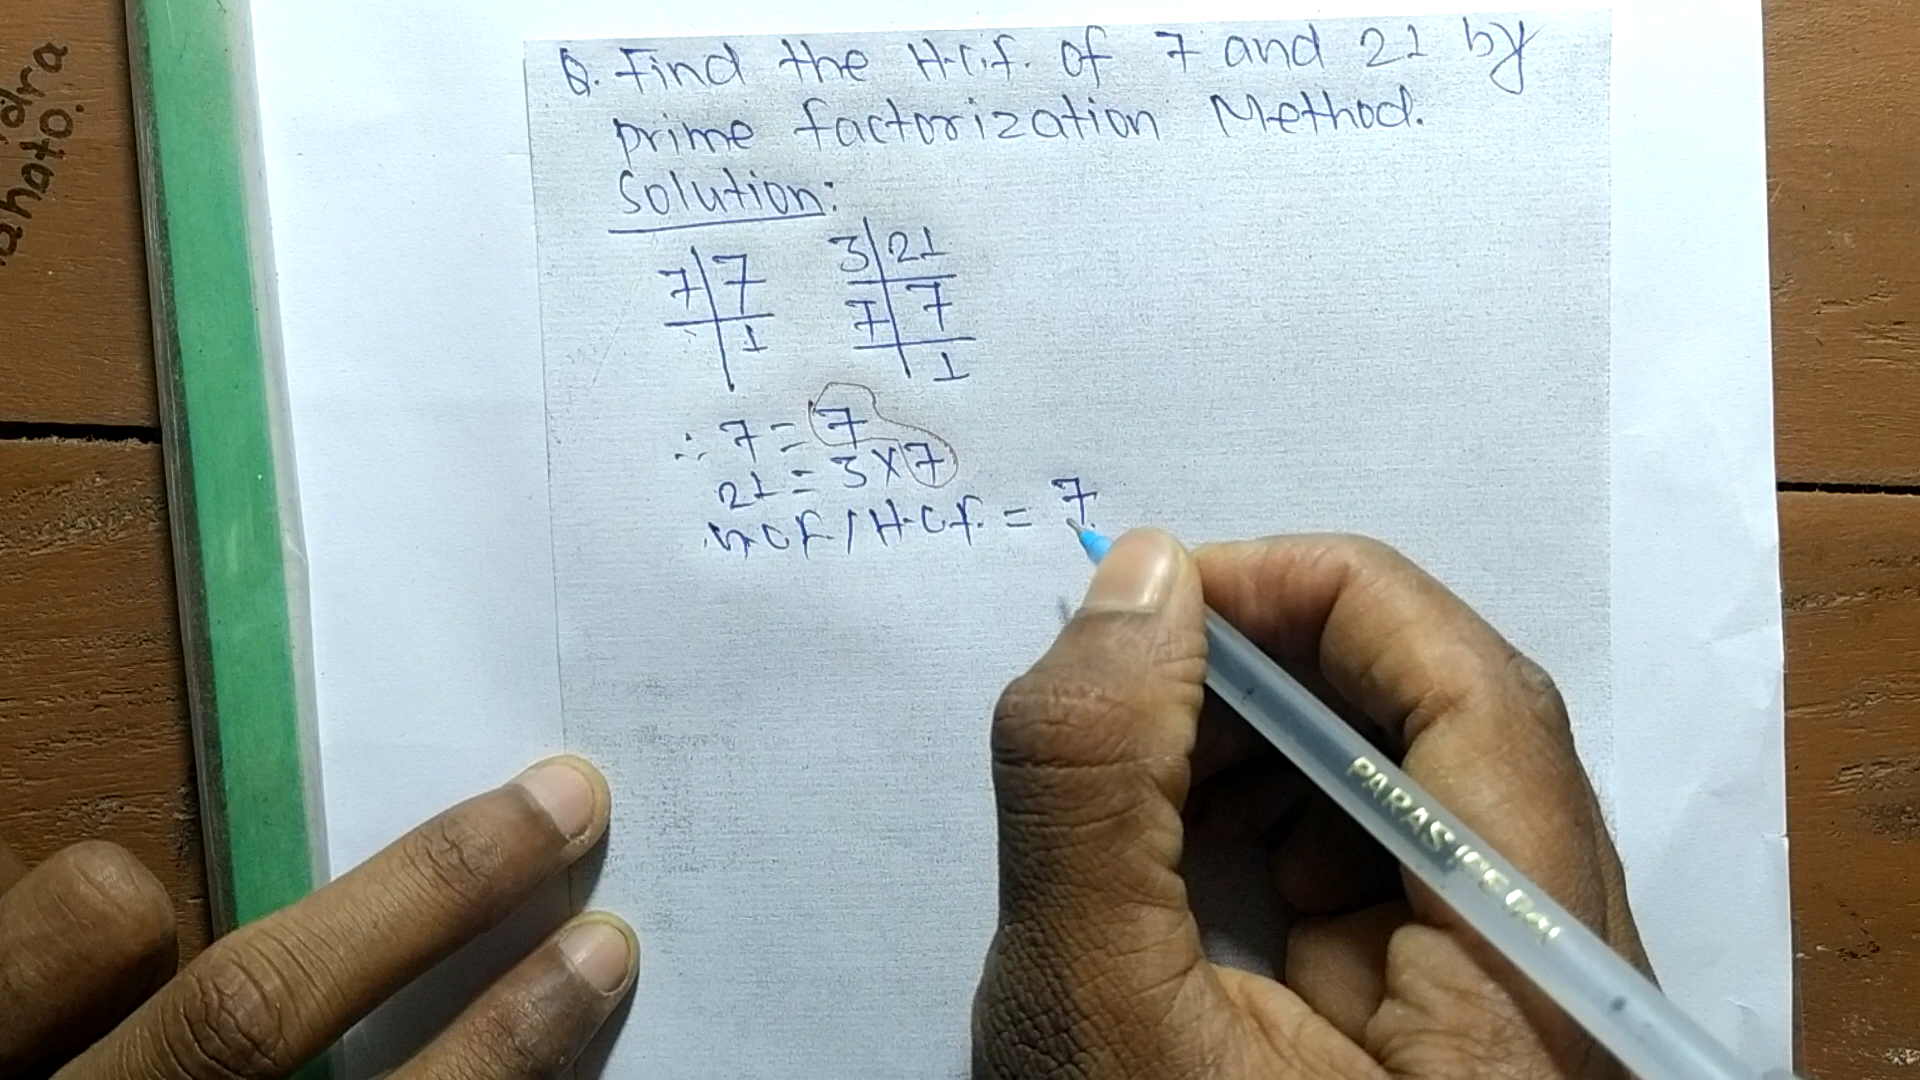 Q. Find the H.C.F. of 7 and 21 by
prime factorization Method.
Solution:
7 7
1
3 21
7 7
1
∴ 7 = 7
21 = 3 × 7
HCF / H.C.F. = 7
PARAS